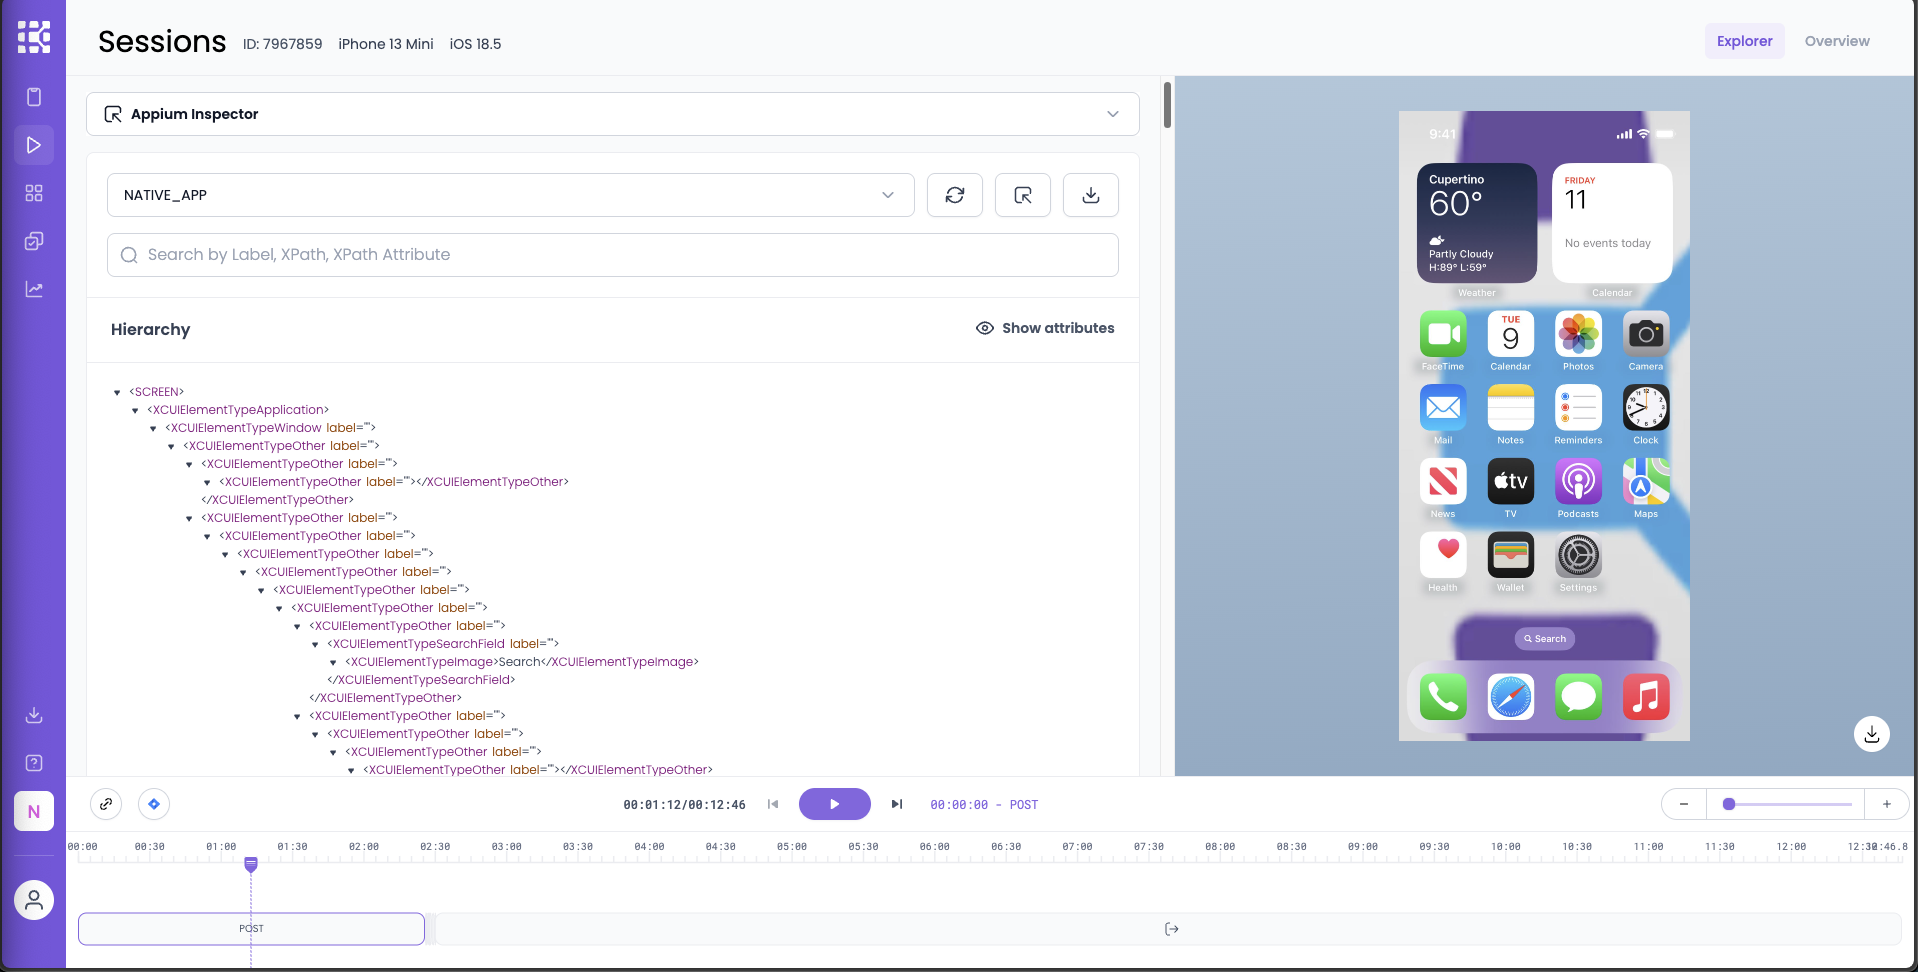 Sessions ID: 7967859 iPhone 13 Mini iOS 18.5
Explorer Overview
Appium Inspector
NATIVE_APP
Search by Label, XPath, XPath Attribute
Hierarchy
Show attributes
<SCREEN>
<XCUIElementTypeApplication>
<XCUIElementTypeWindow label="">
<XCUIElementTypeOther label="">
<XCUIElementTypeOther label="">
<XCUIElementTypeOther label=""></XCUIElementTypeOther>
</XCUIElementTypeOther>
<XCUIElementTypeOther label="">
<XCUIElementTypeOther label="">
<XCUIElementTypeOther label="">
<XCUIElementTypeOther label="">
<XCUIElementTypeOther label="">
<XCUIElementTypeOther label="">
<XCUIElementTypeOther label="">
<XCUIElementTypeSearchField label="">
<XCUIElementTypeImage>Search</XCUIElementTypeImage>
</XCUIElementTypeSearchField>
</XCUIElementTypeOther>
<XCUIElementTypeOther label="">
<XCUIElementTypeOther label="">
<XCUIElementTypeOther label="">
<XCUIElementTypeOther label=""></XCUIElementTypeOther>
9:41
Cupertino
60°
Partly Cloudy
H:89° L:59°
Weather
FRIDAY
11
No events today
Calendar
TUE
9
FaceTime Calendar Photos Camera
Mail Notes Reminders Clock
tv
News TV Podcasts Maps
Health Wallet Settings
Search
N
00:01:12/00:12:46
00:00:00 - POST
00:00 00:30 01:00 01:30 02:00 02:30 03:00 03:30 04:00 04:30 05:00 05:30 06:00 06:30 07:00 07:30 08:00 08:30 09:00 09:30 10:00 10:30 11:00 11:30 12:00
POST